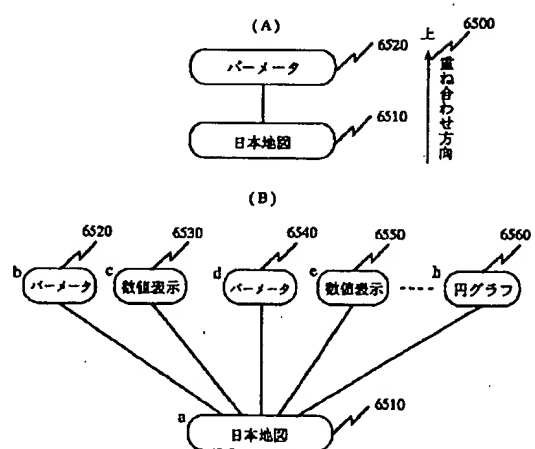 (A)
6520
上
6500
バーメータ
重ね合わせ方向
6510
日本地図
(B)
6520
6530
6540
6550
6560
b
バーメータ
c
数値表示
d
バーメータ
e
数値表示
h
円グラフ
a
日本地図
6510